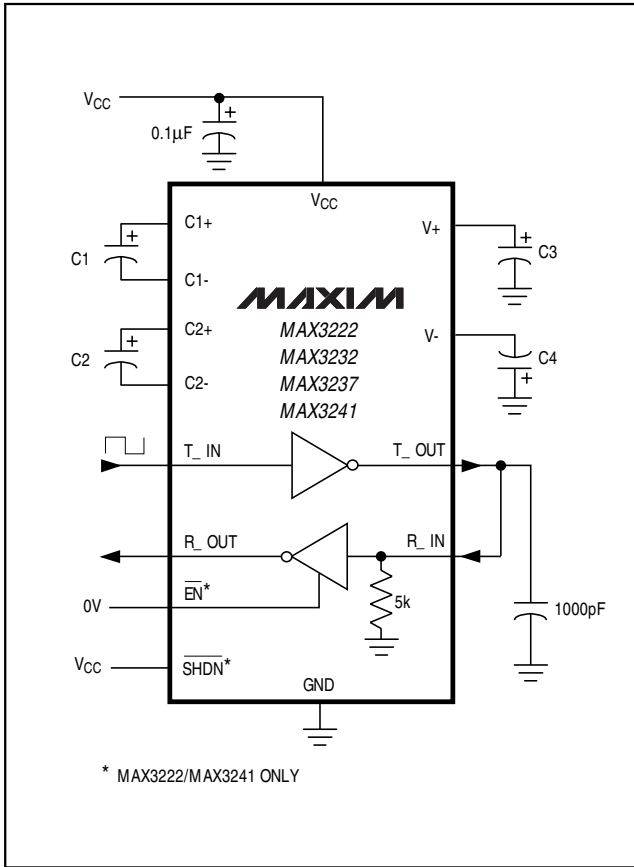 VCC
+
0.1µF
VCC
C1+
V+
+
C1
+
C3
C1-
MAXIM
C2+
MAX3222
V-
C2
+
MAX3232
C4
C2-
MAX3237
+
MAX3241
T_ IN
T_ OUT
R_ OUT
R_ IN
0V
EN*
5k
1000pF
VCC
SHDN*
GND
* MAX3222/MAX3241 ONLY